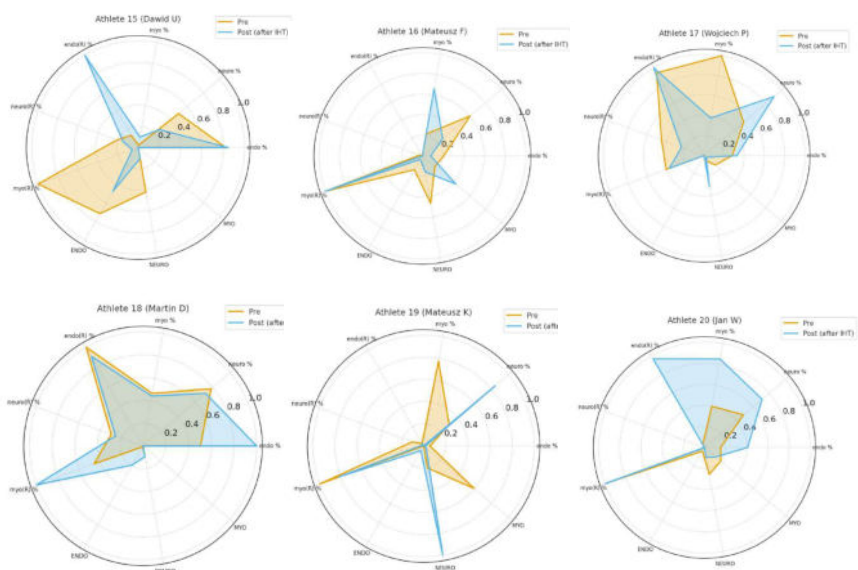 Athlete 15 (Dawid U)
Pre
Post (after IHT)
myo %
endo(R) %
neuro %
neuro(R) %
1.0
0.8
0.6
0.4
0.2
endo %
myo(R) %
MYO
ENDO
NEURO
Athlete 16 (Mateusz F)
Pre
Post (after IHT)
myo %
endo(R) %
neuro %
neuro(R) %
1.0
0.8
0.6
0.4
0.2
endo %
myo(R) %
MYO
ENDO
NEURO
Athlete 17 (Wojciech P)
Pre
Post (after IHT)
myo %
endo(R) %
neuro %
neuro(R) %
1.0
0.8
0.6
0.4
0.2
endo %
myo(R) %
MYO
ENDO
NEURO
Athlete 18 (Martin D)
Pre
Post (after
myo %
endo(R) %
neuro %
neuro(R) %
1.0
0.8
0.6
0.4
0.2
endo %
myo(R) %
MYO
ENDO
Athlete 19 (Mateusz K)
Pre
Post (after IHT)
myo %
endo(R) %
neuro %
neuro(R) %
1.0
0.8
0.6
0.4
0.2
endo %
myo(R) %
MYO
ENDO
NEURO
Athlete 20 (Jan W)
Pre
Post (after IHT)
myo %
endo(R) %
neuro %
neuro(R) %
1.0
0.8
0.6
0.4
0.2
endo %
myo(R) %
MYO
ENDO
NEURO